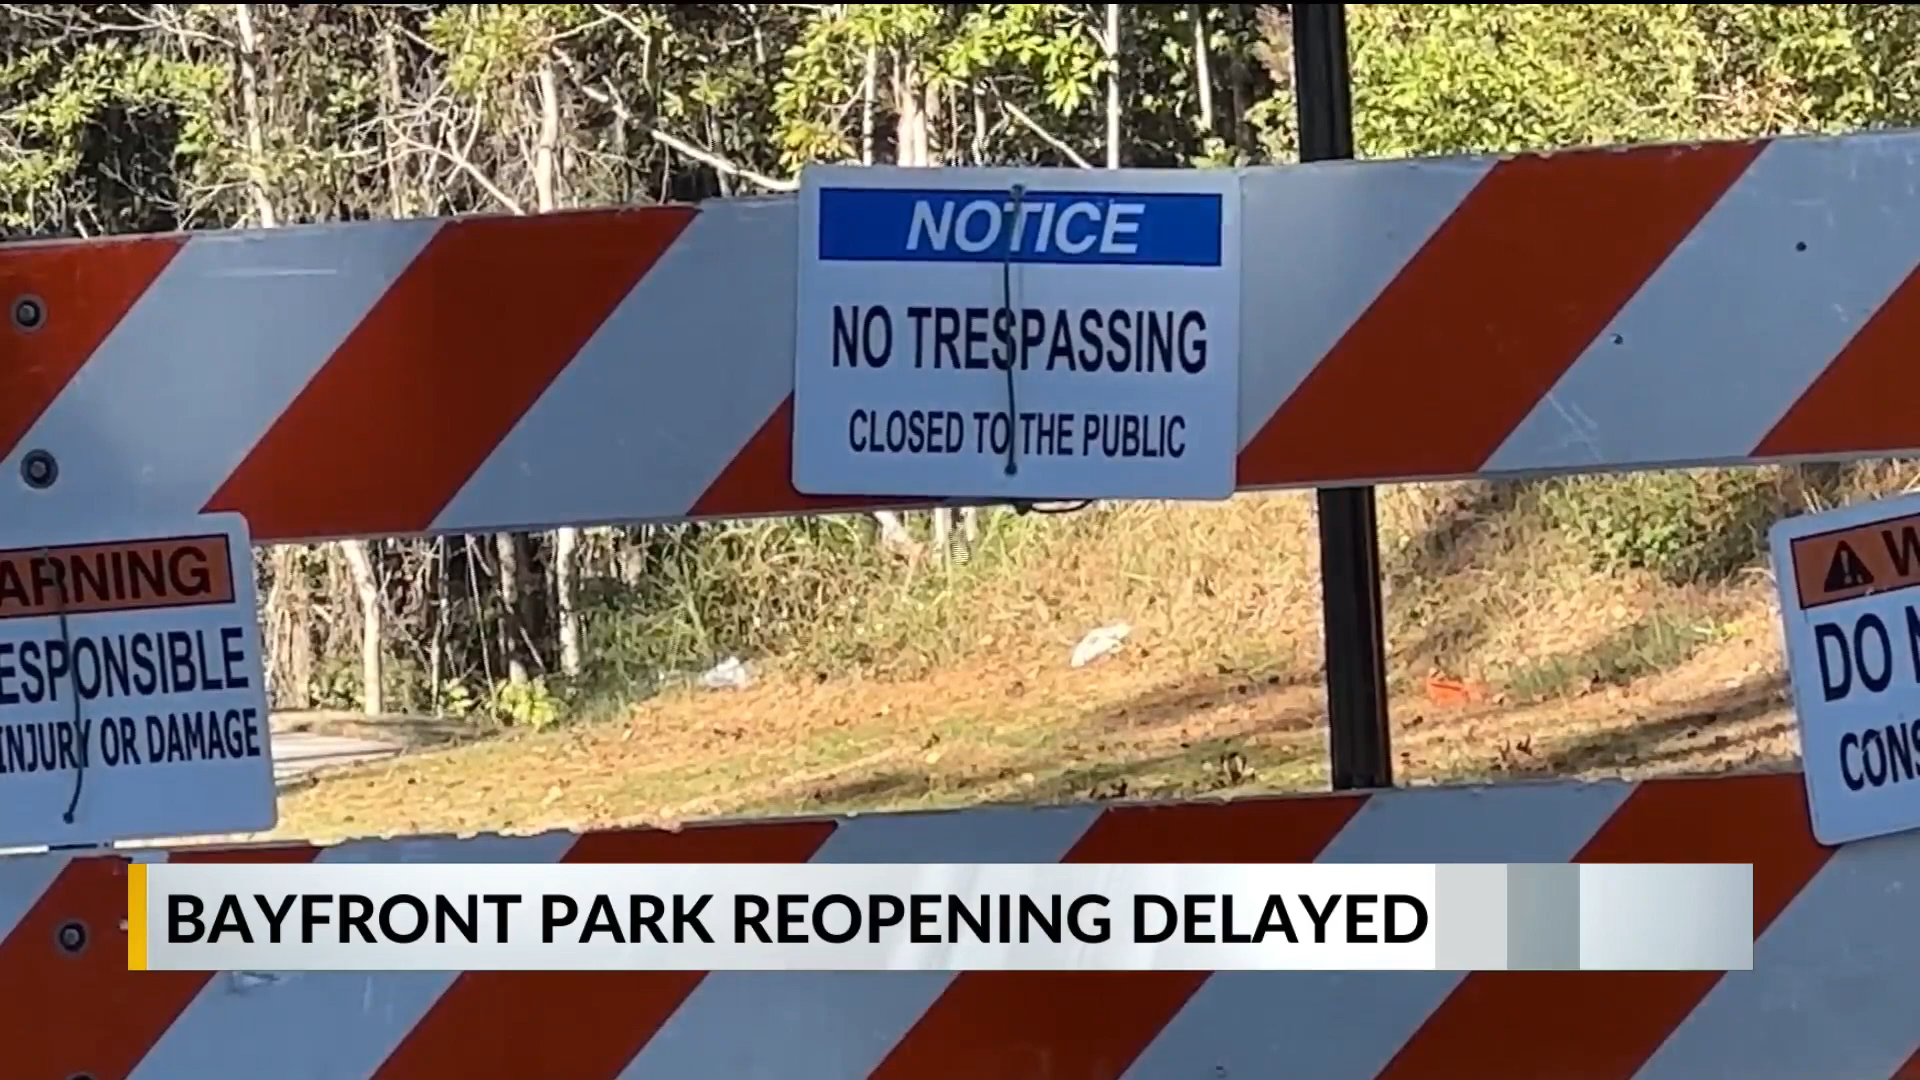 NOTICE
NO TRESPASSING
CLOSED TO THE PUBLIC
ARNING
ESPONSIBLE
INJURY OR DAMAGE
W
DO N
CONS
BAYFRONT PARK REOPENING DELAYED